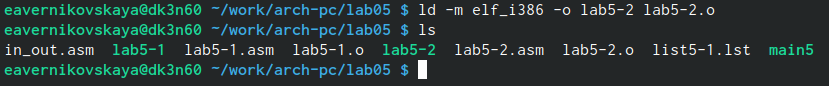 eavernikovskaya@dk3n60 ~/work/arch-pc/lab05 $ ld -m elf_i386 -o lab5-2 lab5-2.o
eavernikovskaya@dk3n60 ~/work/arch-pc/lab05 $ ls
in_out.asm lab5-1 lab5-1.asm lab5-1.o lab5-2 lab5-2.asm lab5-2.o list5-1.lst main5
eavernikovskaya@dk3n60 ~/work/arch-pc/lab05 $